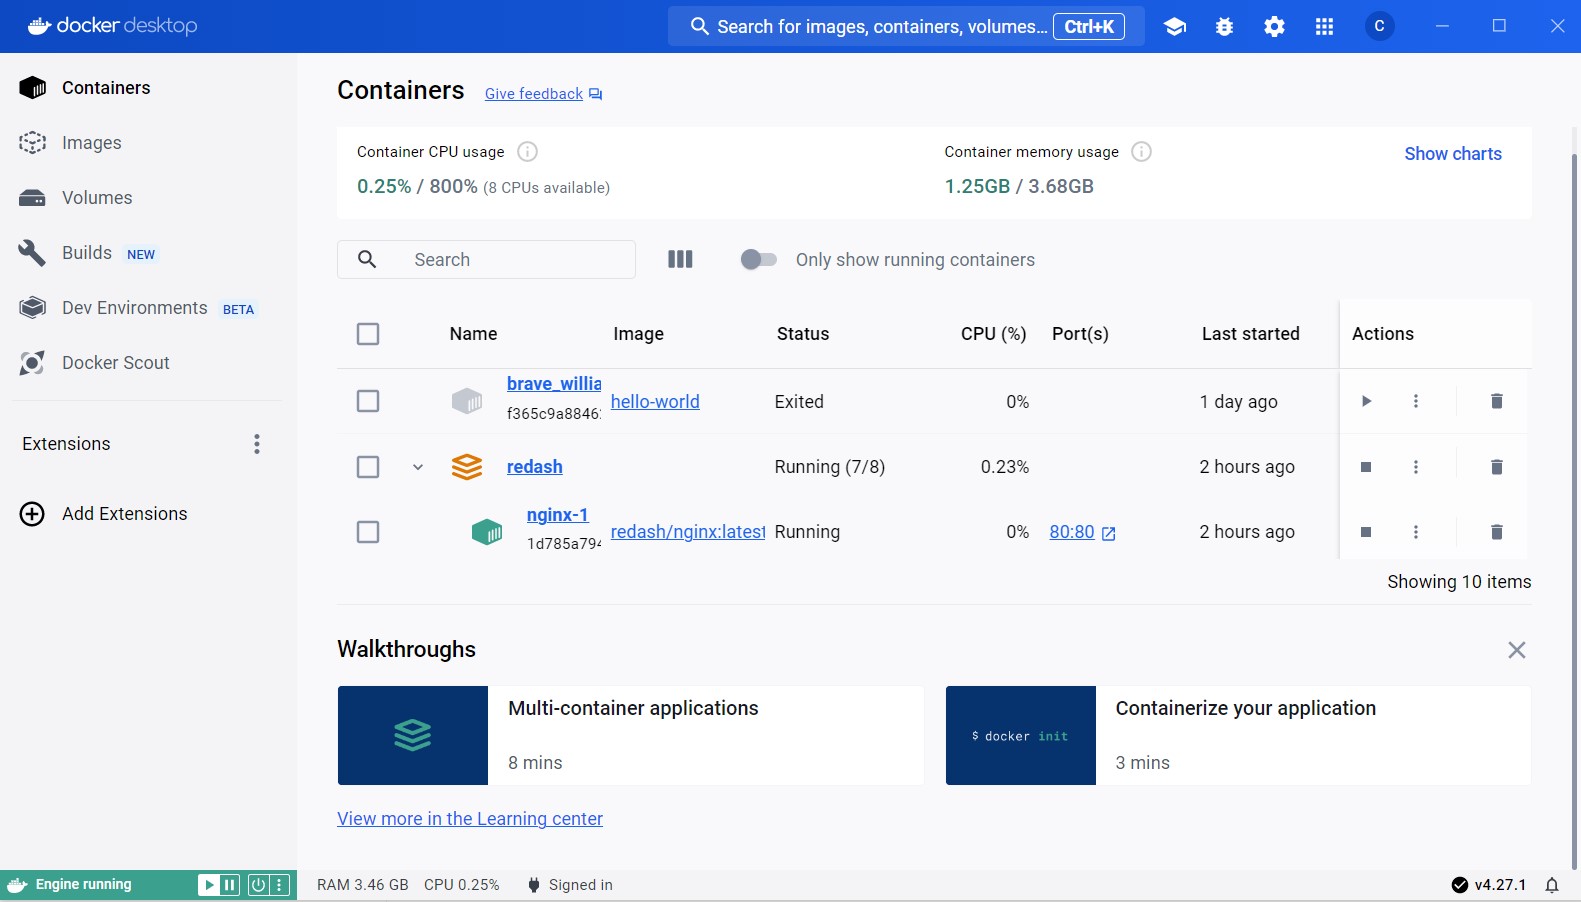 docker desktop
Search for images, containers, volumes... Ctrl+K
C
Containers
Images
Volumes
Builds NEW
Dev Environments BETA
Docker Scout
Extensions
Add Extensions
Containers Give feedback
Container CPU usage
0.25% / 800% (8 CPUs available)
Container memory usage
1.25GB / 3.68GB
Show charts
Search
Only show running containers
Name Image Status CPU (%) Port(s) Last started Actions
brave_willia
f365c9a8846
hello-world Exited 0% 1 day ago
redash Running (7/8) 0.23% 2 hours ago
nginx-1
1d785a794
redash/nginx:latest Running 0% 80:80 2 hours ago
Showing 10 items
Walkthroughs
Multi-container applications
8 mins
$ docker init
Containerize your application
3 mins
View more in the Learning center
Engine running
RAM 3.46 GB CPU 0.25% Signed in
v4.27.1